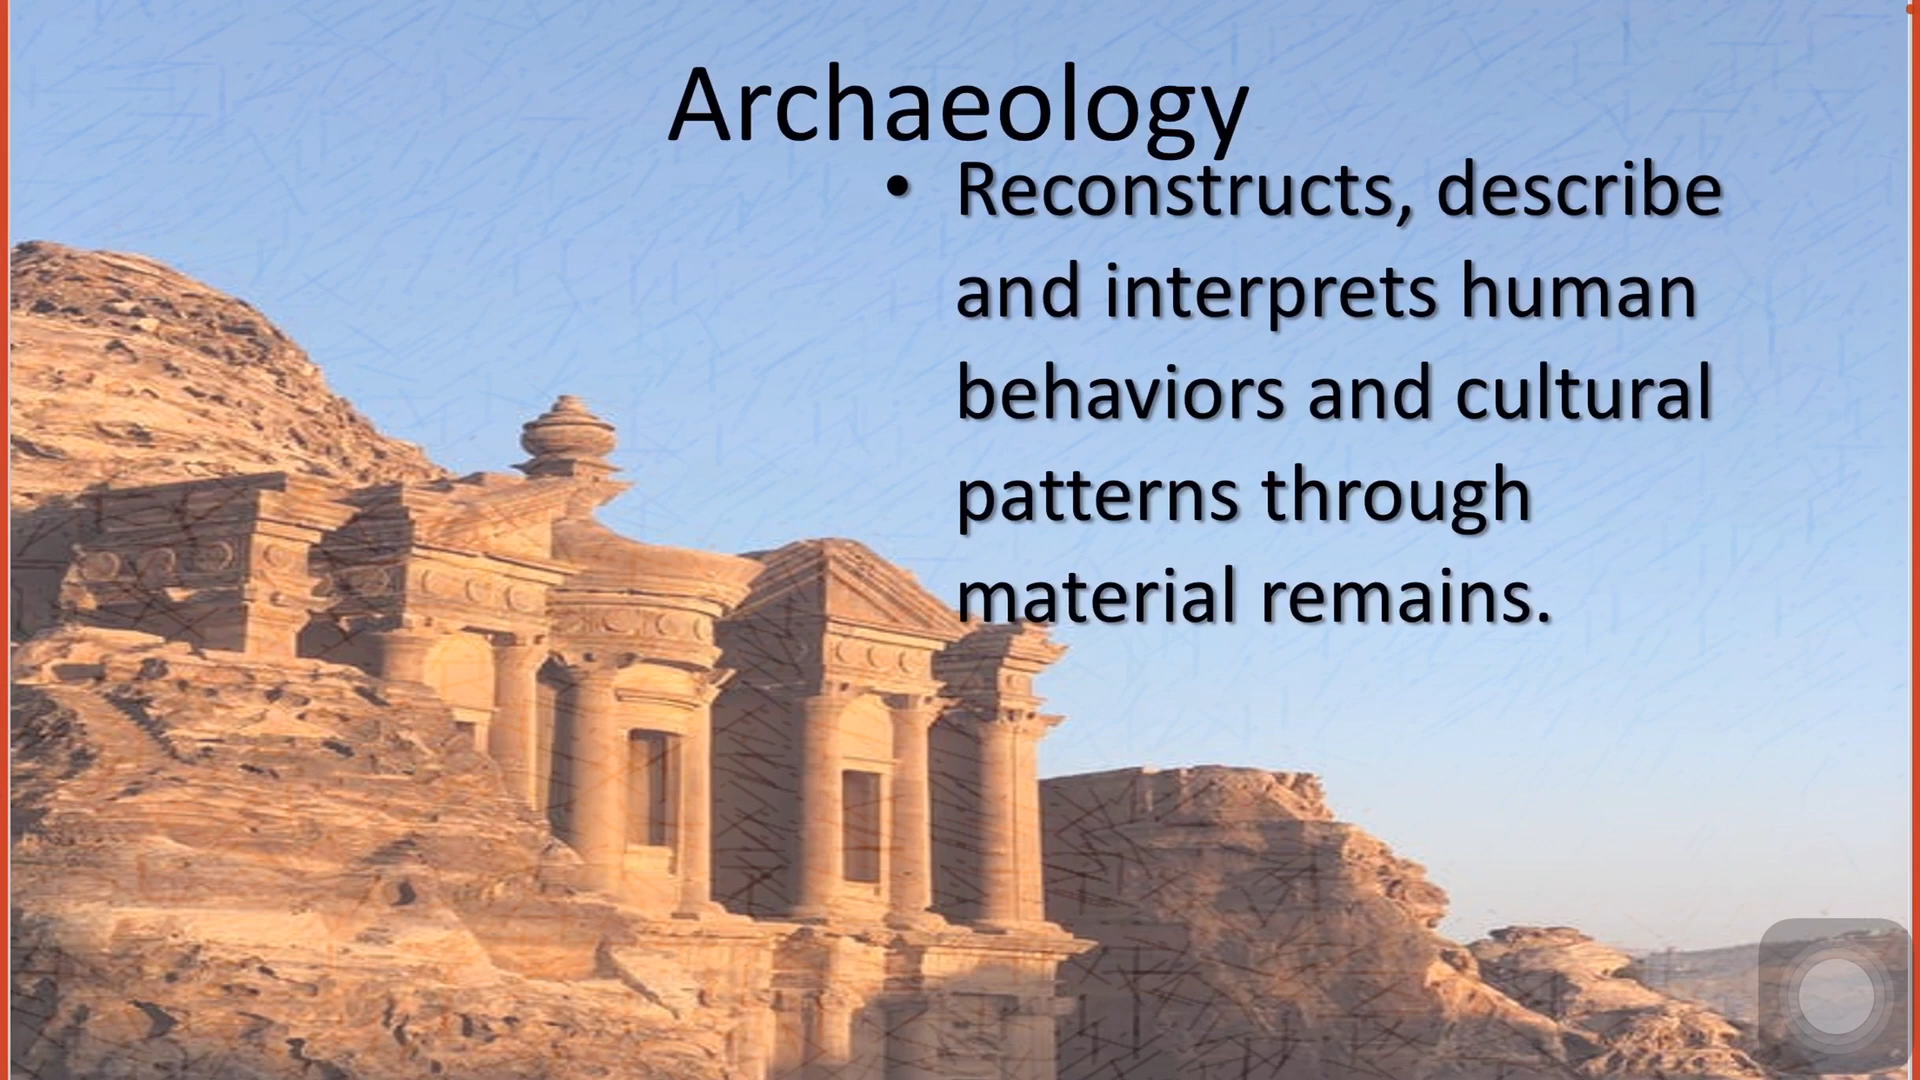 Archaeology
• Reconstructs, describe
and interprets human
behaviors and cultural
patterns through
material remains.